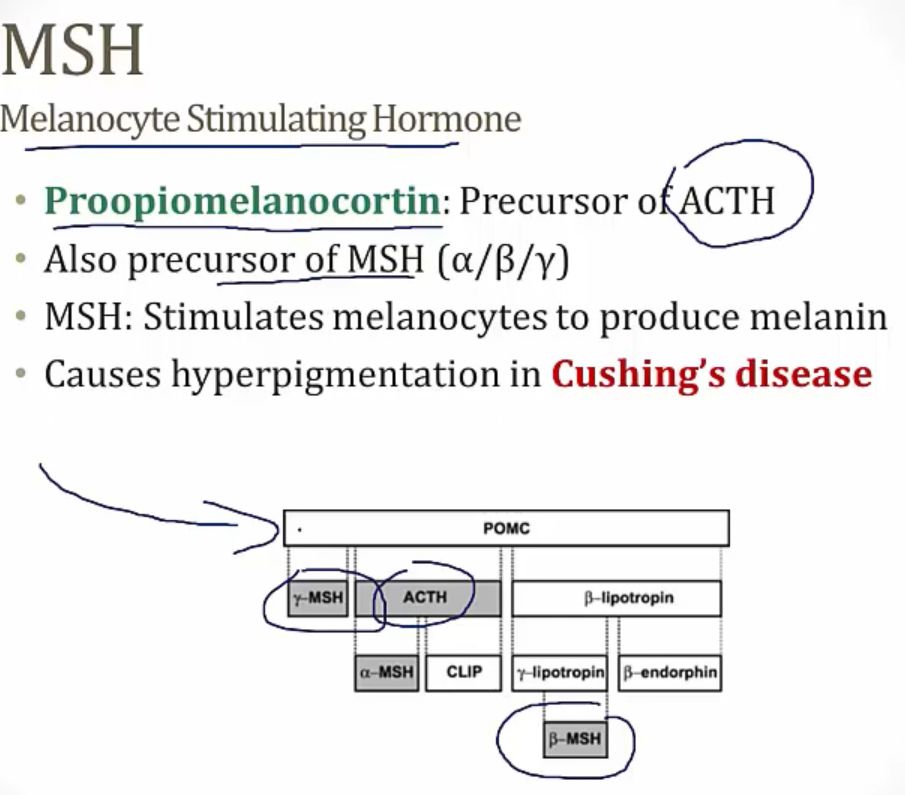 MSH
Melanocyte Stimulating Hormone
• Proopiomelanocortin: Precursor of ACTH
• Also precursor of MSH (α/β/γ)
• MSH: Stimulates melanocytes to produce melanin
• Causes hyperpigmentation in Cushing’s disease
POMC
γ–MSH ACTH β–lipotropin
α–MSH CLIP γ–lipotropin β–endorphin
β–MSH